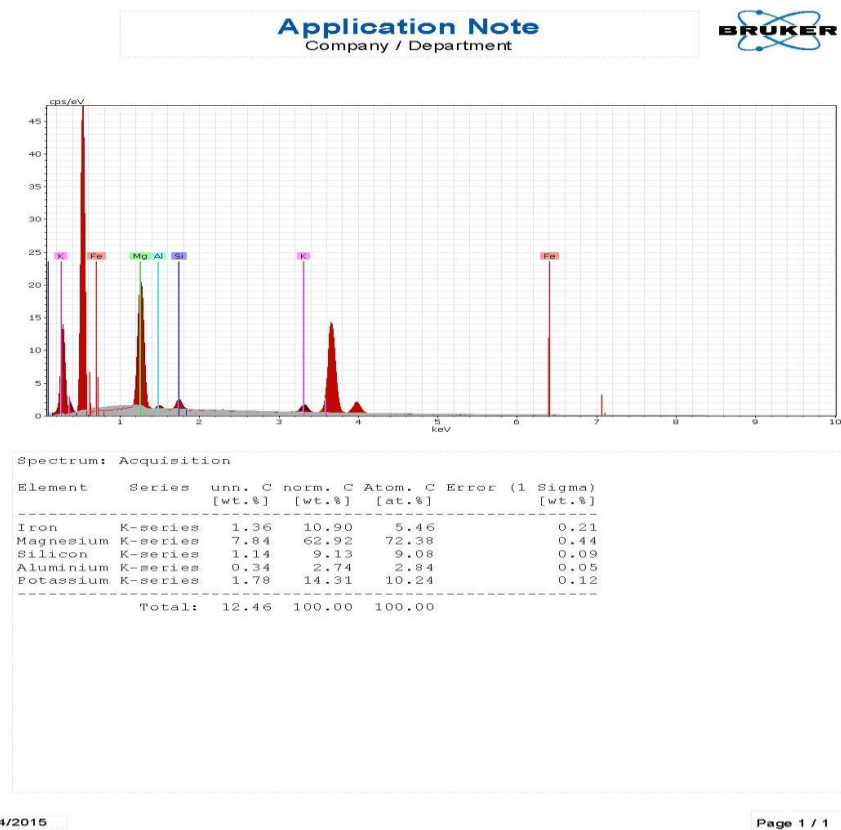 Application Note
Company / Department
BRUKER
cps/eV
45
40
35
30
25
20
15
10
5
0
K Fe Mg Al Si K Fe
1 2 3 4 5 6 7 8 9 10
keV
Spectrum: Acquisition
Element Series unn. C norm. C Atom. C Error (1 Sigma)
[wt.%] [wt.%] [at.%] [wt.%]
Iron K-series 1.36 10.90 5.46 0.21
Magnesium K-series 7.84 62.92 72.38 0.44
Silicon K-series 1.14 9.13 9.08 0.09
Aluminium K-series 0.34 2.74 2.84 0.05
Potassium K-series 1.78 14.31 10.24 0.12
Total: 12.46 100.00 100.00
4/2015
Page 1 / 1